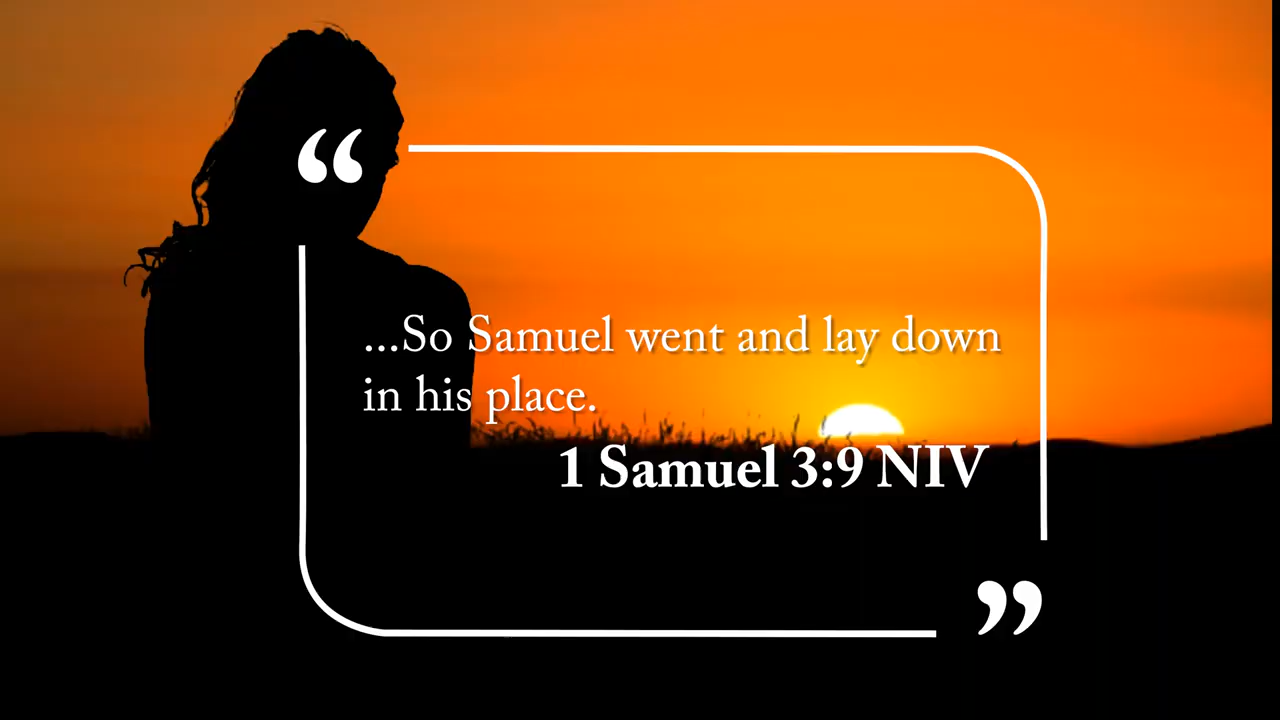 “
...So Samuel went and lay down
in his place.
1 Samuel 3:9 NIV
”